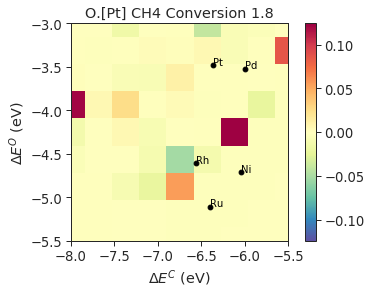 O.[Pt] CH4 Conversion 1.8
−3.0
−3.5
−4.0
−4.5
−5.0
−5.5
ΔE^O (eV)
Pt
Pd
Rh
Ni
Ru
−8.0 −7.5 −7.0 −6.5 −6.0 −5.5
ΔE^C (eV)
0.10
0.05
0.00
−0.05
−0.10